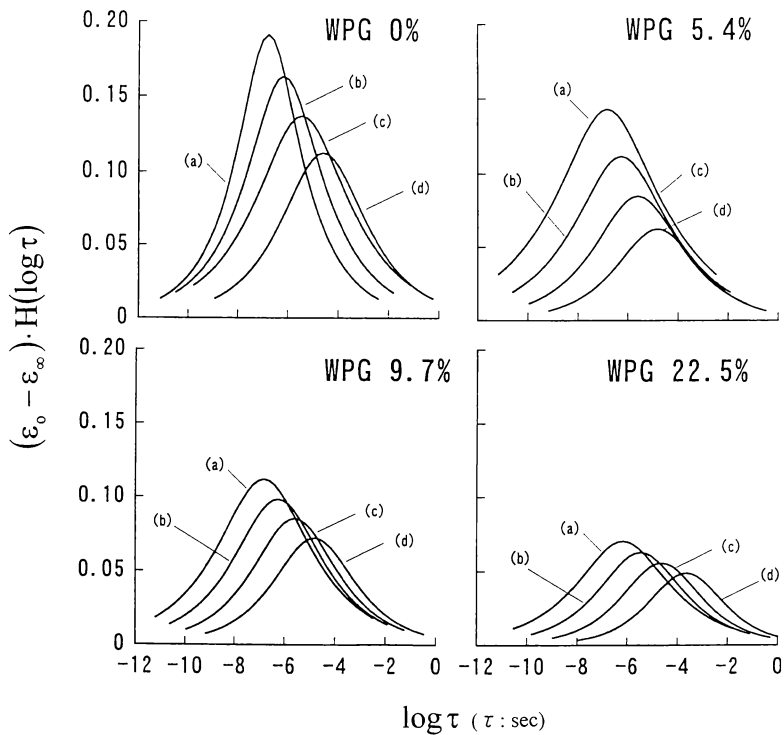 WPG 0%
WPG 5.4%
0.20
0.15
0.10
0.05
0
(a)
(b)
(c)
(d)
(a)
(b)
(c)
(d)
(ε₀ − ε∞)·H(log τ)
WPG 9.7%
WPG 22.5%
0.20
0.15
0.10
0.05
0
(a)
(b)
(c)
(d)
(a)
(b)
(c)
(d)
-12 -10 -8 -6 -4 -2 0
-12 -10 -8 -6 -4 -2 0
log τ ( τ : sec)